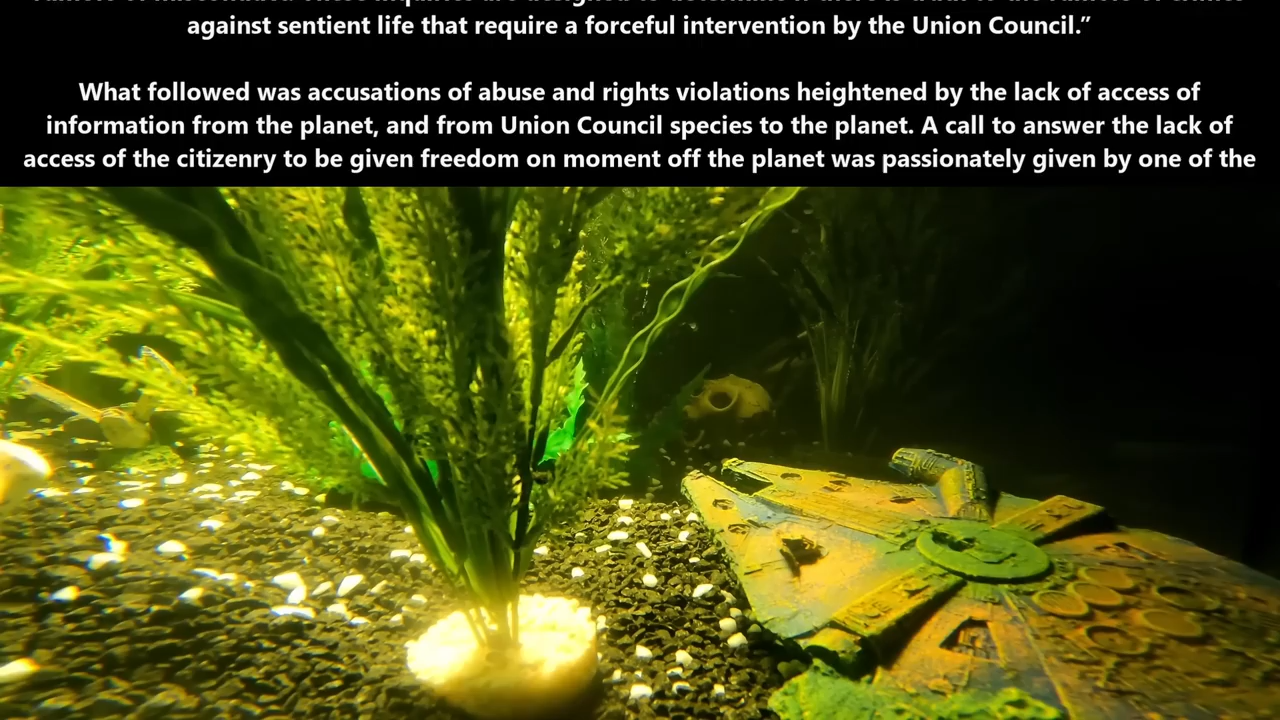 against sentient life that require a forceful intervention by the Union Council.”
What followed was accusations of abuse and rights violations heightened by the lack of access of
information from the planet, and from Union Council species to the planet. A call to answer the lack of
access of the citizenry to be given freedom on moment off the planet was passionately given by one of the